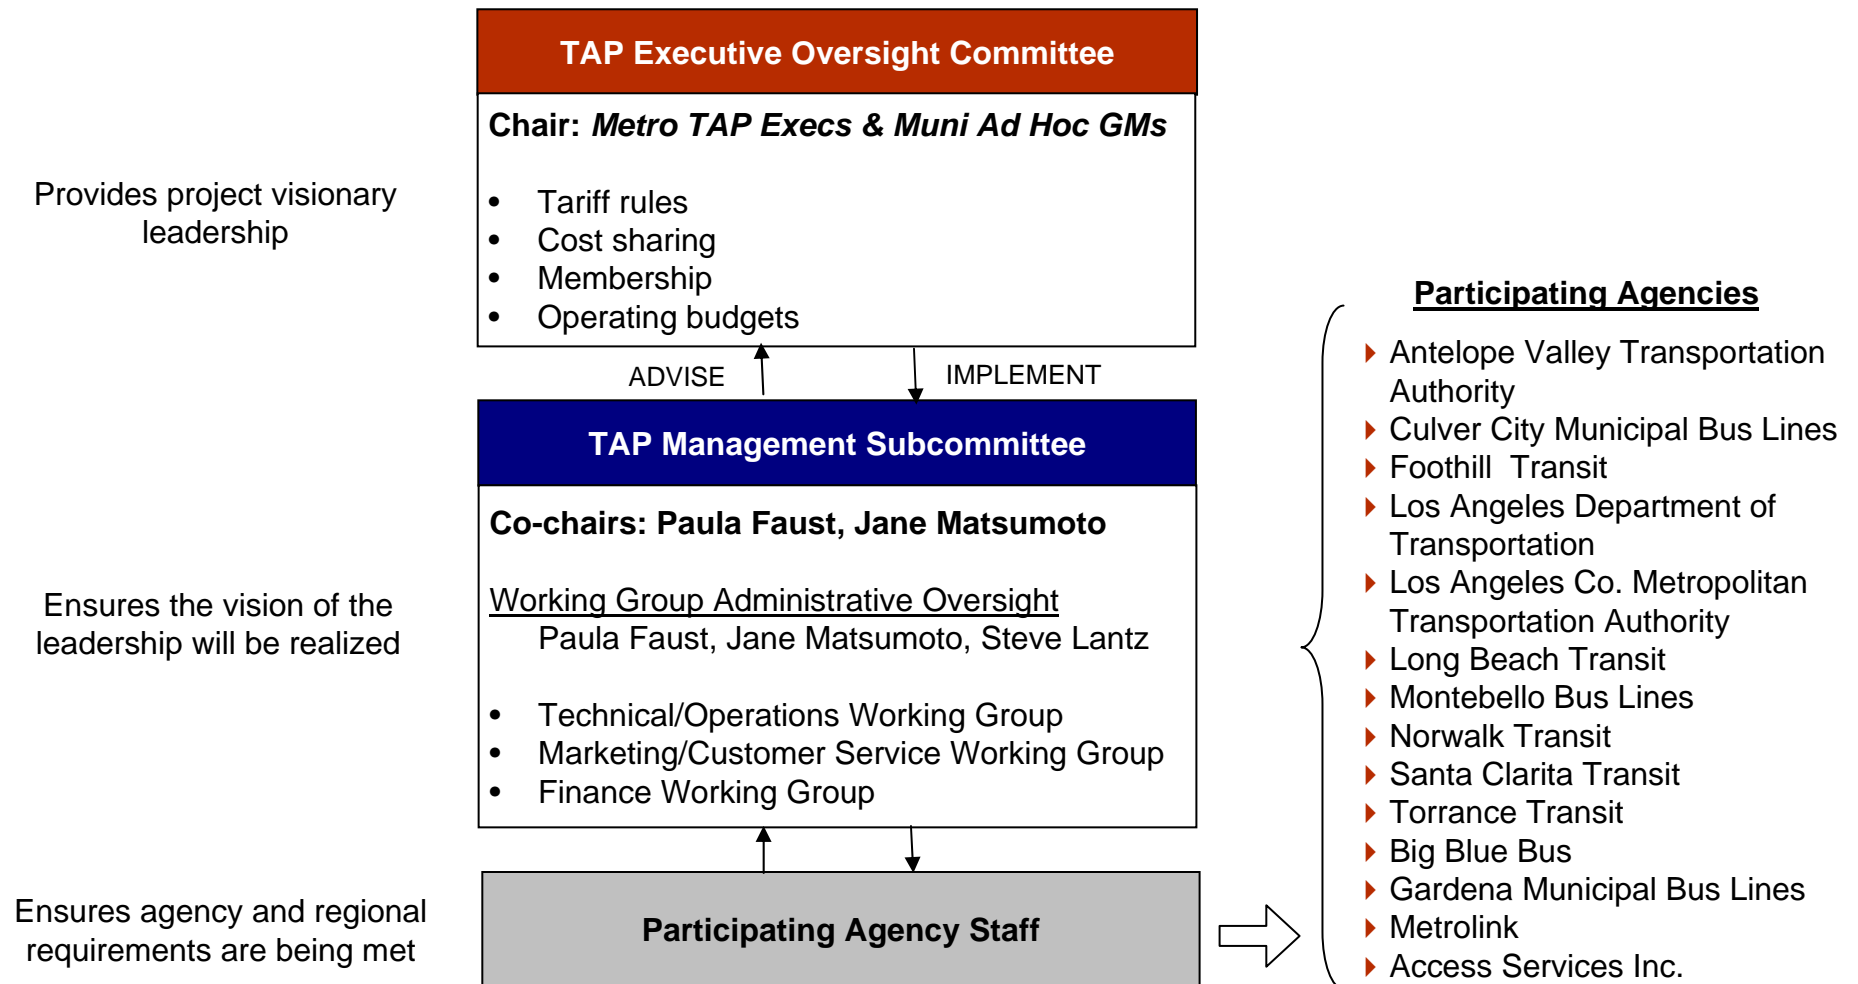 TAP Executive Oversight Committee
Chair: Metro TAP Execs & Muni Ad Hoc GMs
• Tariff rules
• Cost sharing
• Membership
• Operating budgets
Provides project visionary
leadership
ADVISE
IMPLEMENT
TAP Management Subcommittee
Co-chairs: Paula Faust, Jane Matsumoto
Working Group Administrative Oversight
Paula Faust, Jane Matsumoto, Steve Lantz
• Technical/Operations Working Group
• Marketing/Customer Service Working Group
• Finance Working Group
Ensures the vision of the
leadership will be realized
Participating Agency Staff
Ensures agency and regional
requirements are being met
Participating Agencies
Antelope Valley Transportation
Authority
Culver City Municipal Bus Lines
Foothill Transit
Los Angeles Department of
Transportation
Los Angeles Co. Metropolitan
Transportation Authority
Long Beach Transit
Montebello Bus Lines
Norwalk Transit
Santa Clarita Transit
Torrance Transit
Big Blue Bus
Gardena Municipal Bus Lines
Metrolink
Access Services Inc.